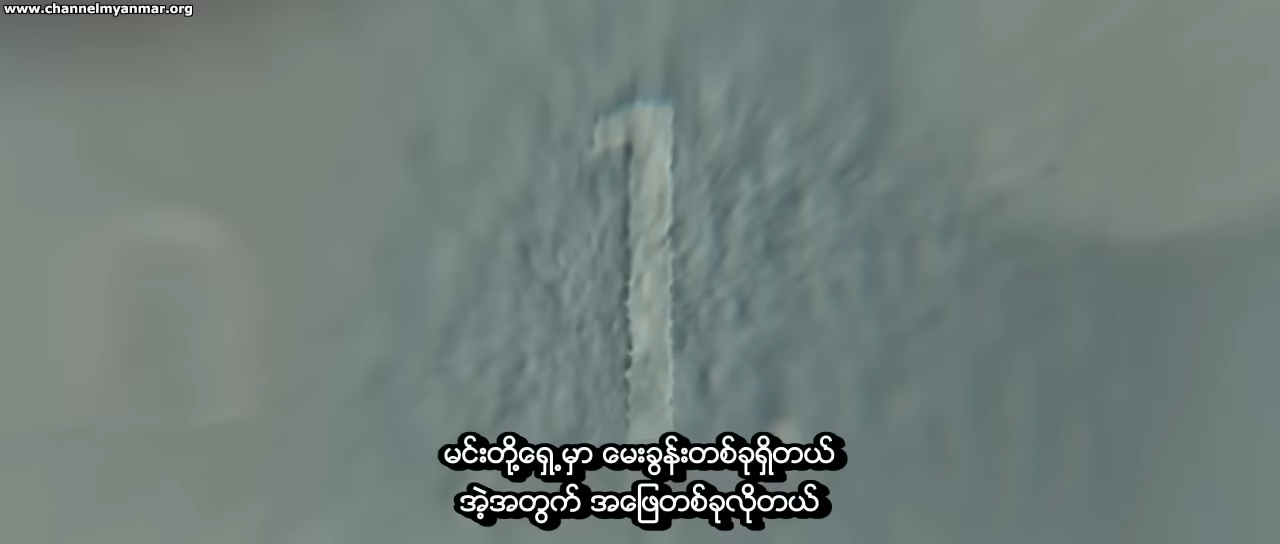 www.channelmyanmar.org
1
မင်းတို့ရှေ့မှာ မေးခွန်းတစ်ခုရှိတယ်
အဲ့အတွက် အဖြေတစ်ခုလိုတယ်